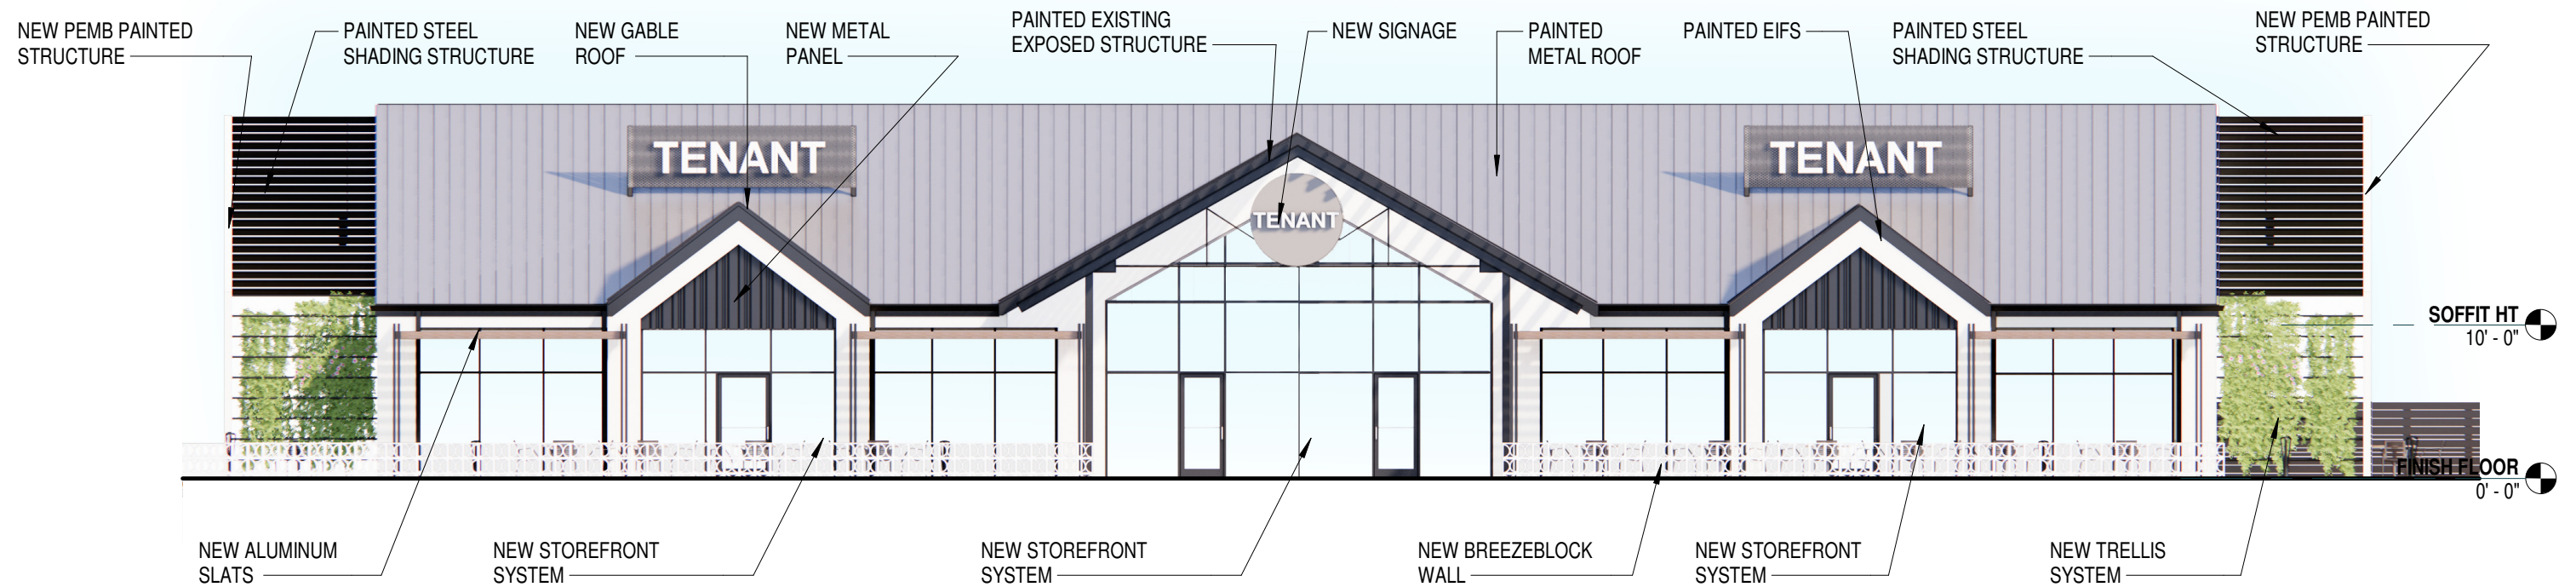 NEW PEMB PAINTED
STRUCTURE
PAINTED STEEL
SHADING STRUCTURE
NEW GABLE
ROOF
NEW METAL
PANEL
PAINTED EXISTING
EXPOSED STRUCTURE
NEW SIGNAGE
PAINTED
METAL ROOF
PAINTED EIFS
PAINTED STEEL
SHADING STRUCTURE
NEW PEMB PAINTED
STRUCTURE
TENANT
TENANT
TENANT
SOFFIT HT
10' - 0"
FINISH FLOOR
0' - 0"
NEW ALUMINUM
SLATS
NEW STOREFRONT
SYSTEM
NEW STOREFRONT
SYSTEM
NEW BREEZEBLOCK
WALL
NEW STOREFRONT
SYSTEM
NEW TRELLIS
SYSTEM